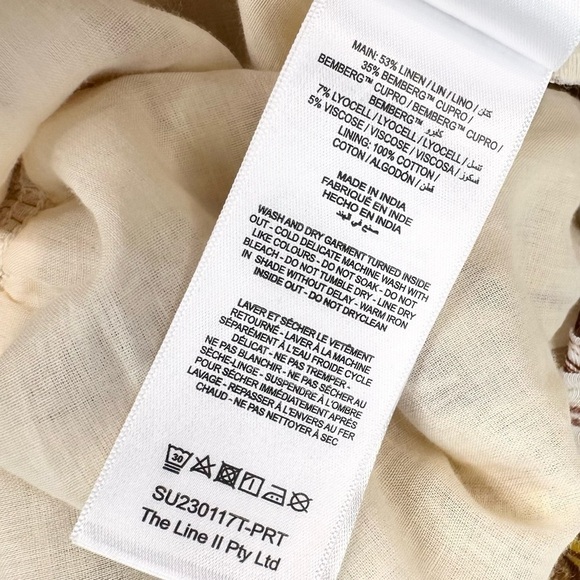 MAIN: 53% LINEN / LIN / LINO / كتان
35% BEMBERG™ CUPRO /
BEMBERG™ CUPRO / BEMBERG™ CUPRO /
BEMBERG™ كوبرو
7% LYOCELL / LYOCELL / LYOCELL /
5% VISCOSE / VISCOSE / VISCOSA / فسكوز
LINING: 100% COTTON /
COTON / ALGODÓN / قطن
MADE IN INDIA
FABRIQUÉ EN INDE
HECHO EN INDIA
صنع في الهند
WASH AND DRY GARMENT TURNED INSIDE
OUT - COLD DELICATE MACHINE WASH WITH
LIKE COLOURS - DO NOT SOAK - DO NOT
BLEACH - DO NOT TUMBLE DRY - LINE DRY
IN SHADE WITHOUT DELAY - WARM IRON
INSIDE OUT - DO NOT DRYCLEAN
LAVER ET SÉCHER LE VETÊMENT
RETOURNÉ - LAVER À LA MACHINE
SÉPARÉMENT À L'EAU FROIDE CYCLE
DÉLICAT - NE PAS TREMPER -
NE PAS BLANCHIR - NE PAS SÉCHER AU
SÈCHE-LINGE - SUSPENDRE À L'OMBRE
POUR SÉCHER IMMÉDIATEMENT APRÈS
LAVAGE - REPASSER À L'ENVERS AU FER
CHAUD - NE PAS NETTOYER À SEC
30
SU230117T-PRT
The Line II Pty Ltd